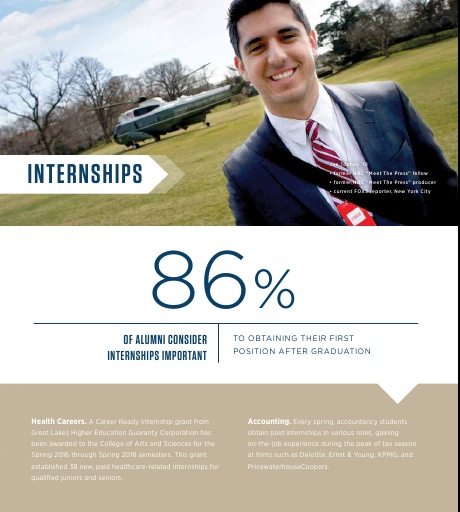 INTERNSHIPS
• former NBC "Meet The Press" fellow
• former NBC "Meet The Press" producer
• current FOX5 reporter, New York City
86%
OF ALUMNI CONSIDER
INTERNSHIPS IMPORTANT
TO OBTAINING THEIR FIRST
POSITION AFTER GRADUATION
Health Careers. A Career Ready Internship grant from
Great Lakes Higher Education Guaranty Corporation has
been awarded to the College of Arts and Sciences for the
Spring 2016 through Spring 2018 semesters. This grant
established 38 new, paid healthcare-related internships for
qualified juniors and seniors.
Accounting. Every spring, accountancy students
obtain paid internships in various roles, gaining
on-the-job experience during the peak of tax season
at firms such as Deloitte, Ernst & Young, KPMG, and
PricewaterhouseCoopers.